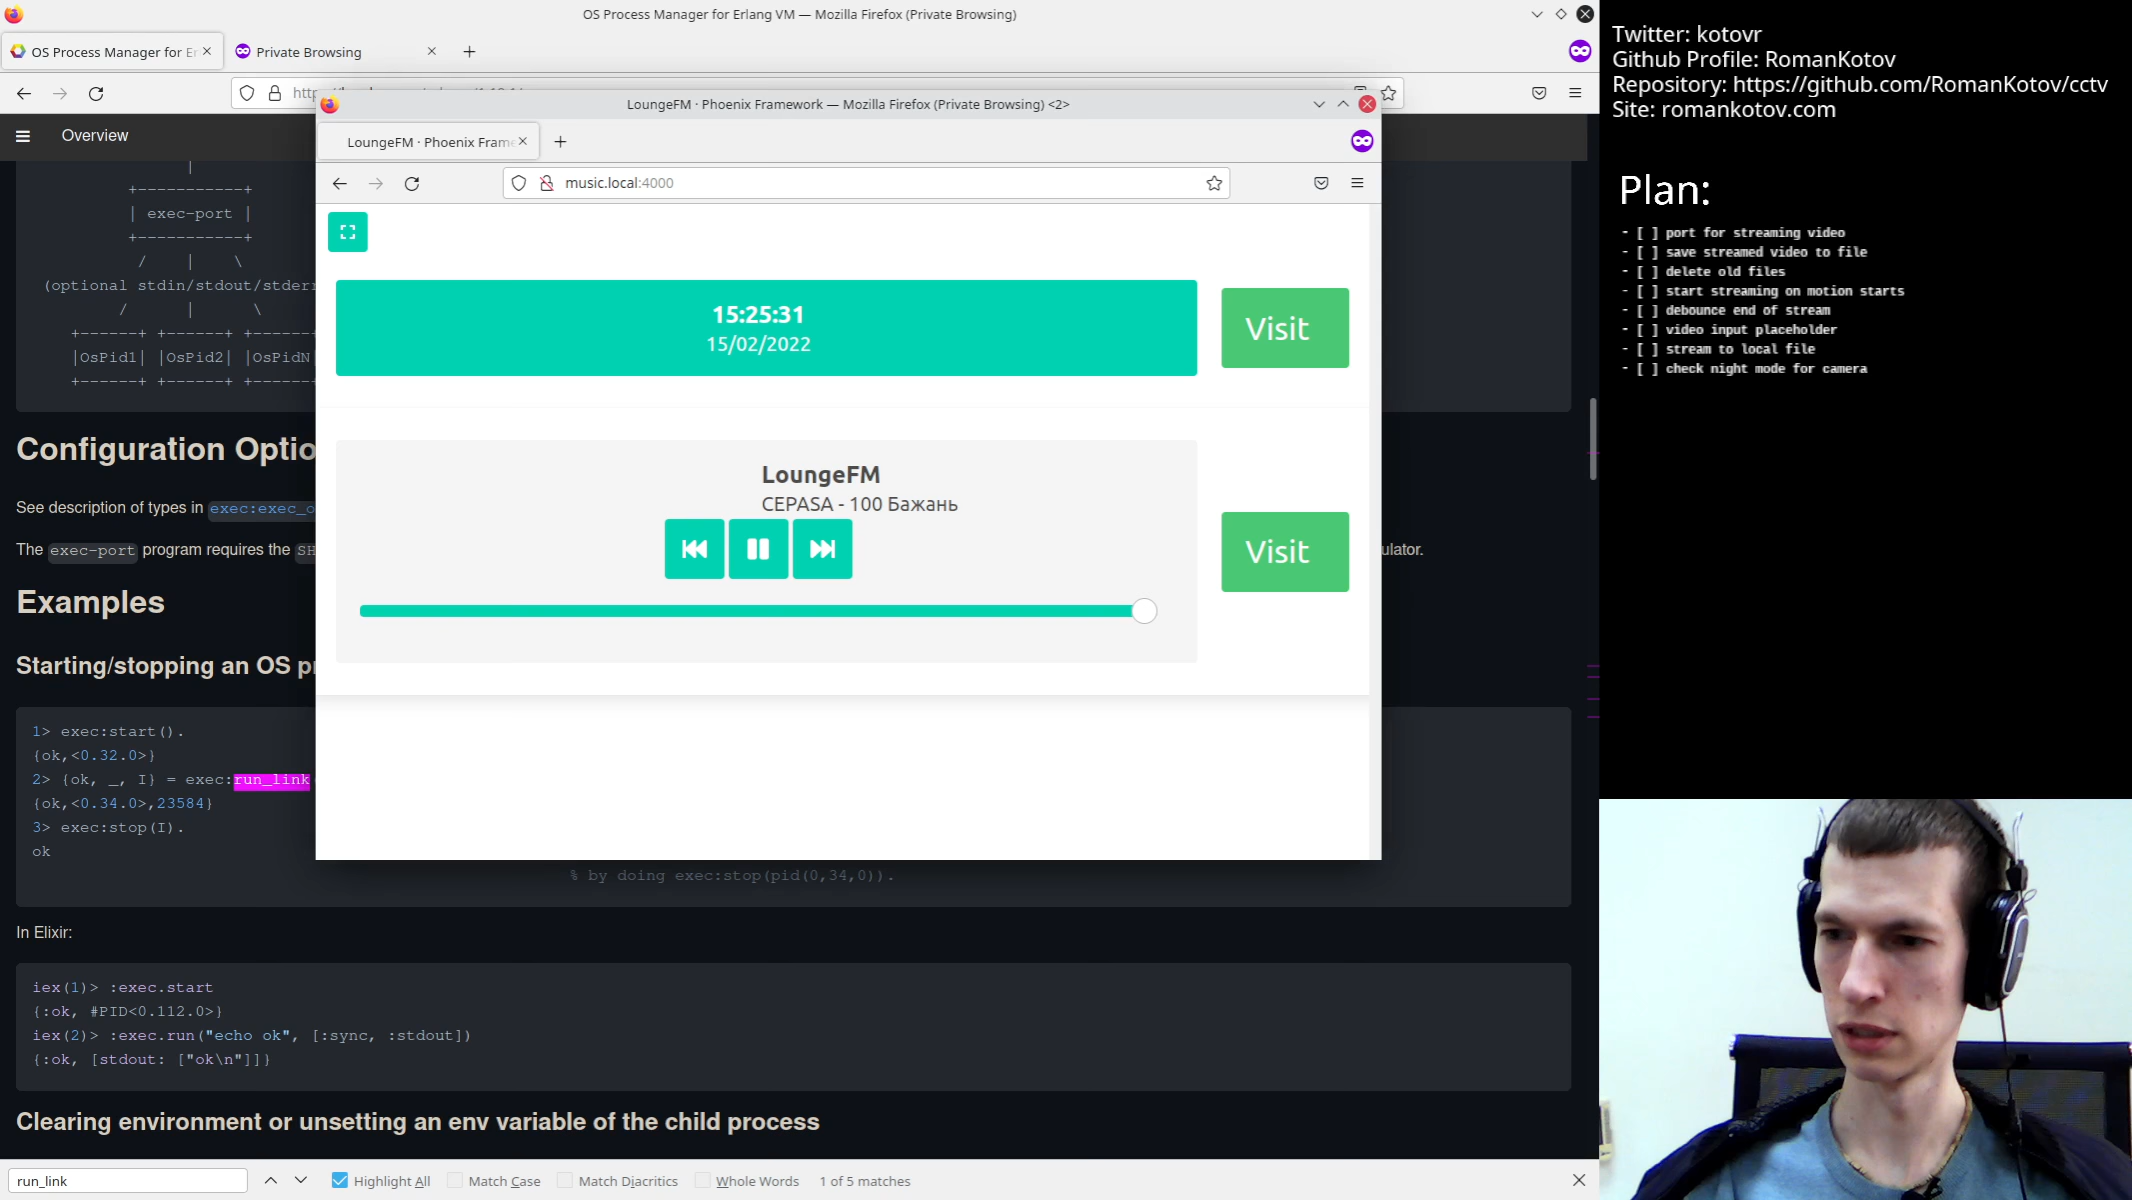 OS Process Manager for Erlang VM — Mozilla Firefox (Private Browsing)
OS Process Manager for Er
Private Browsing
http
Overview
exec-port
(optional stdin/stdout/stderr
|OsPid1| |OsPid2| |OsPidN|
Configuration Optio
See description of types in exec:exec_o
The exec-port program requires the SH
ulator.
Examples
Starting/stopping an OS pr
1> exec:start().
{ok,<0.32.0>}
2> {ok, _, I} = exec:run_link
{ok,<0.34.0>,23584}
3> exec:stop(I).
ok
% by doing exec:stop(pid(0,34,0)).
In Elixir:
iex(1)> :exec.start
{:ok, #PID<0.112.0>}
iex(2)> :exec.run("echo ok", [:sync, :stdout])
{:ok, [stdout: ["ok\n"]]}
Clearing environment or unsetting an env variable of the child process
run_link
Highlight All
Match Case
Match Diacritics
Whole Words
1 of 5 matches
LoungeFM · Phoenix Framework — Mozilla Firefox (Private Browsing) <2>
LoungeFM · Phoenix Frame
music.local:4000
15:25:31
15/02/2022
Visit
LoungeFM
СЕРАSА - 100 Бажань
Visit
Twitter: kotovr
Github Profile: RomanKotov
Repository: https://github.com/RomanKotov/cctv
Site: romankotov.com
Plan:
- [ ] port for streaming video
- [ ] save streamed video to file
- [ ] delete old files
- [ ] start streaming on motion starts
- [ ] debounce end of stream
- [ ] video input placeholder
- [ ] stream to local file
- [ ] check night mode for camera